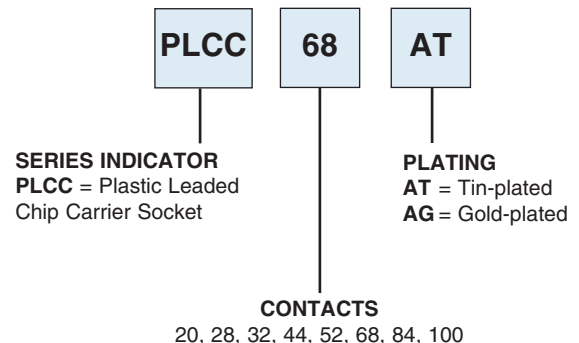 PLCC 68 AT
SERIES INDICATOR
PLCC = Plastic Leaded
Chip Carrier Socket
PLATING
AT = Tin-plated
AG = Gold-plated
CONTACTS
20, 28, 32, 44, 52, 68, 84, 100